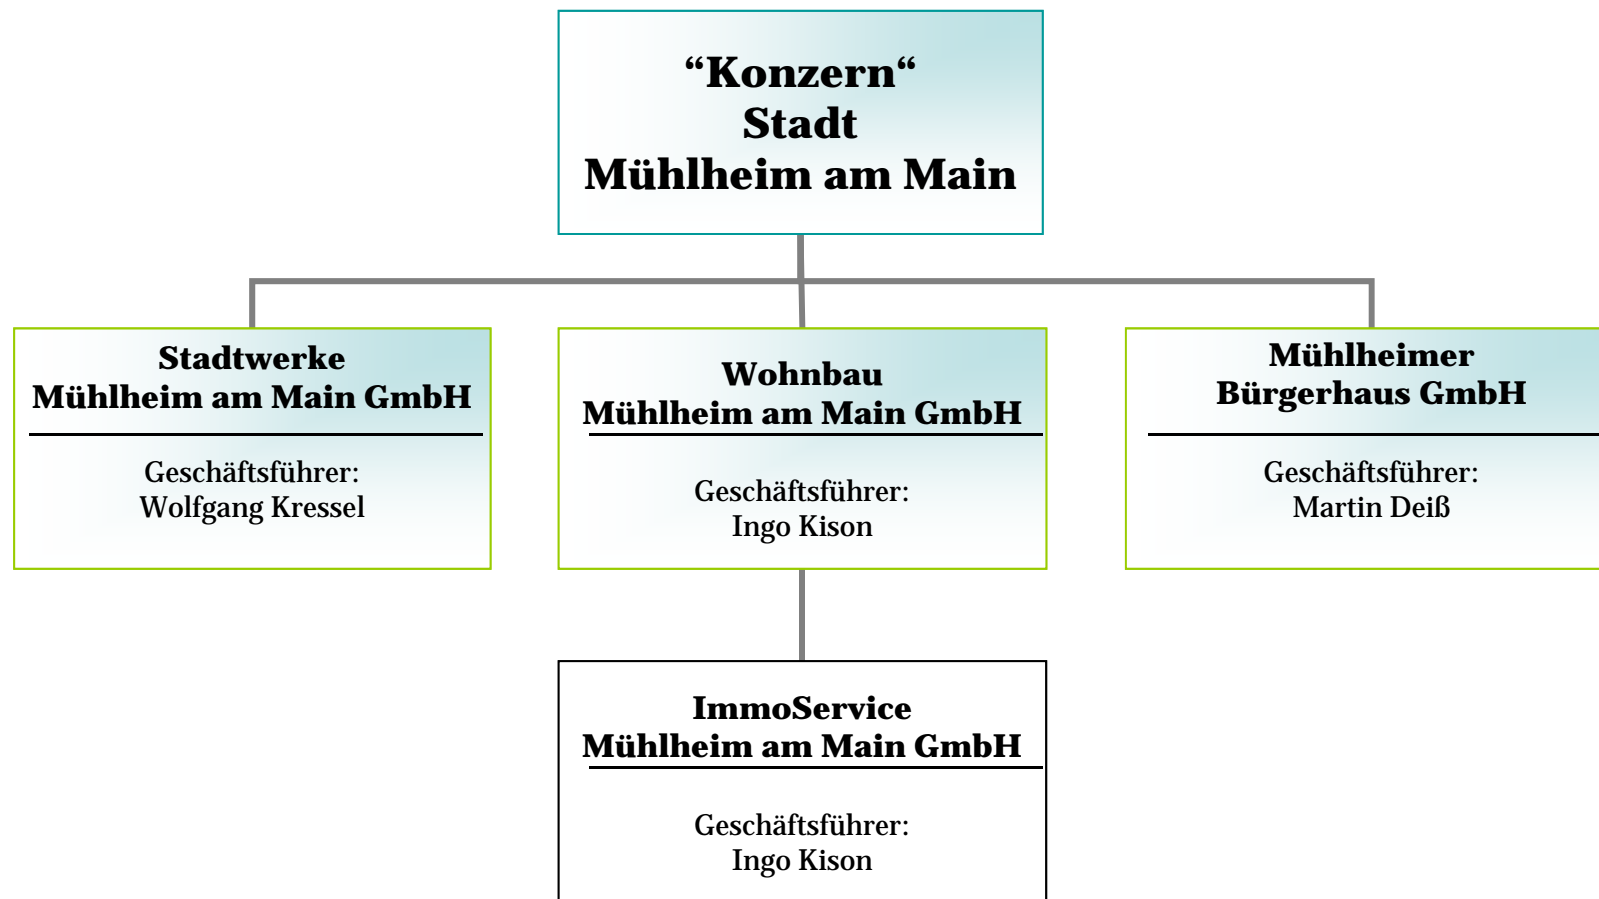 “Konzern“
Stadt
Mühlheim am Main
Stadtwerke
Mühlheim am Main GmbH
Geschäftsführer:
Wolfgang Kressel
Wohnbau
Mühlheim am Main GmbH
Geschäftsführer:
Ingo Kison
Mühlheimer
Bürgerhaus GmbH
Geschäftsführer:
Martin Deiß
ImmoService
Mühlheim am Main GmbH
Geschäftsführer:
Ingo Kison